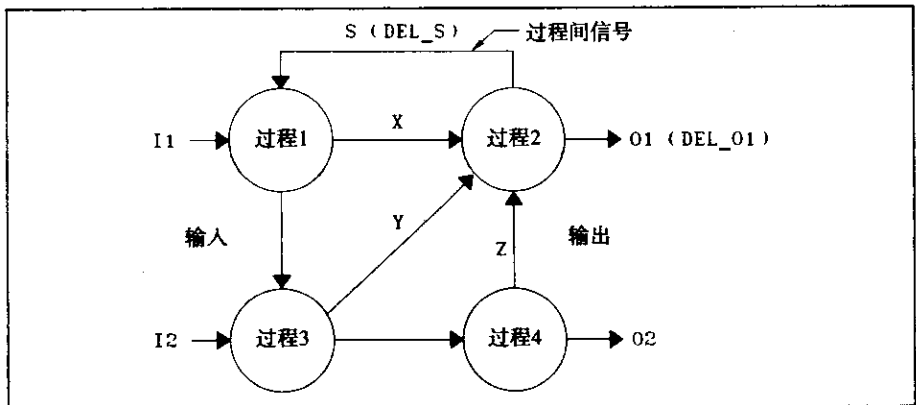 S ( DEL_S )
过程间信号
I1
过程1
X
过程2
O1 ( DEL_O1 )
输入
Y
Z
输出
I2
过程3
过程4
O2